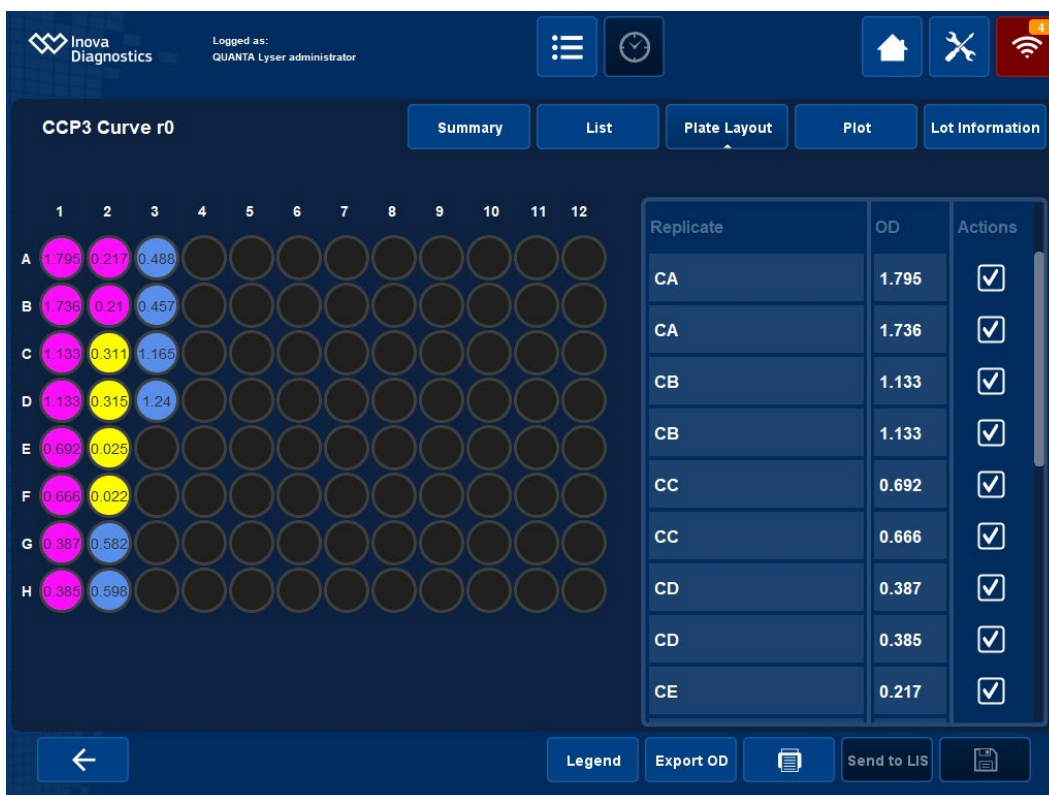 Inova
Diagnostics
Logged as:
QUANTA Lyser administrator
4
CCP3 Curve r0
Summary
List
Plate Layout
Plot
Lot Information
1 2 3 4 5 6 7 8 9 10 11 12
A 1.795 0.217 0.488
B 1.736 0.21 0.457
C 1.133 0.311 1.165
D 1.133 0.315 1.24
E 0.692 0.025
F 0.666 0.022
G 0.387 0.582
H 0.385 0.598
Replicate OD Actions
CA 1.795
CA 1.736
CB 1.133
CB 1.133
CC 0.692
CC 0.666
CD 0.387
CD 0.385
CE 0.217
Legend
Export OD
Send to LIS